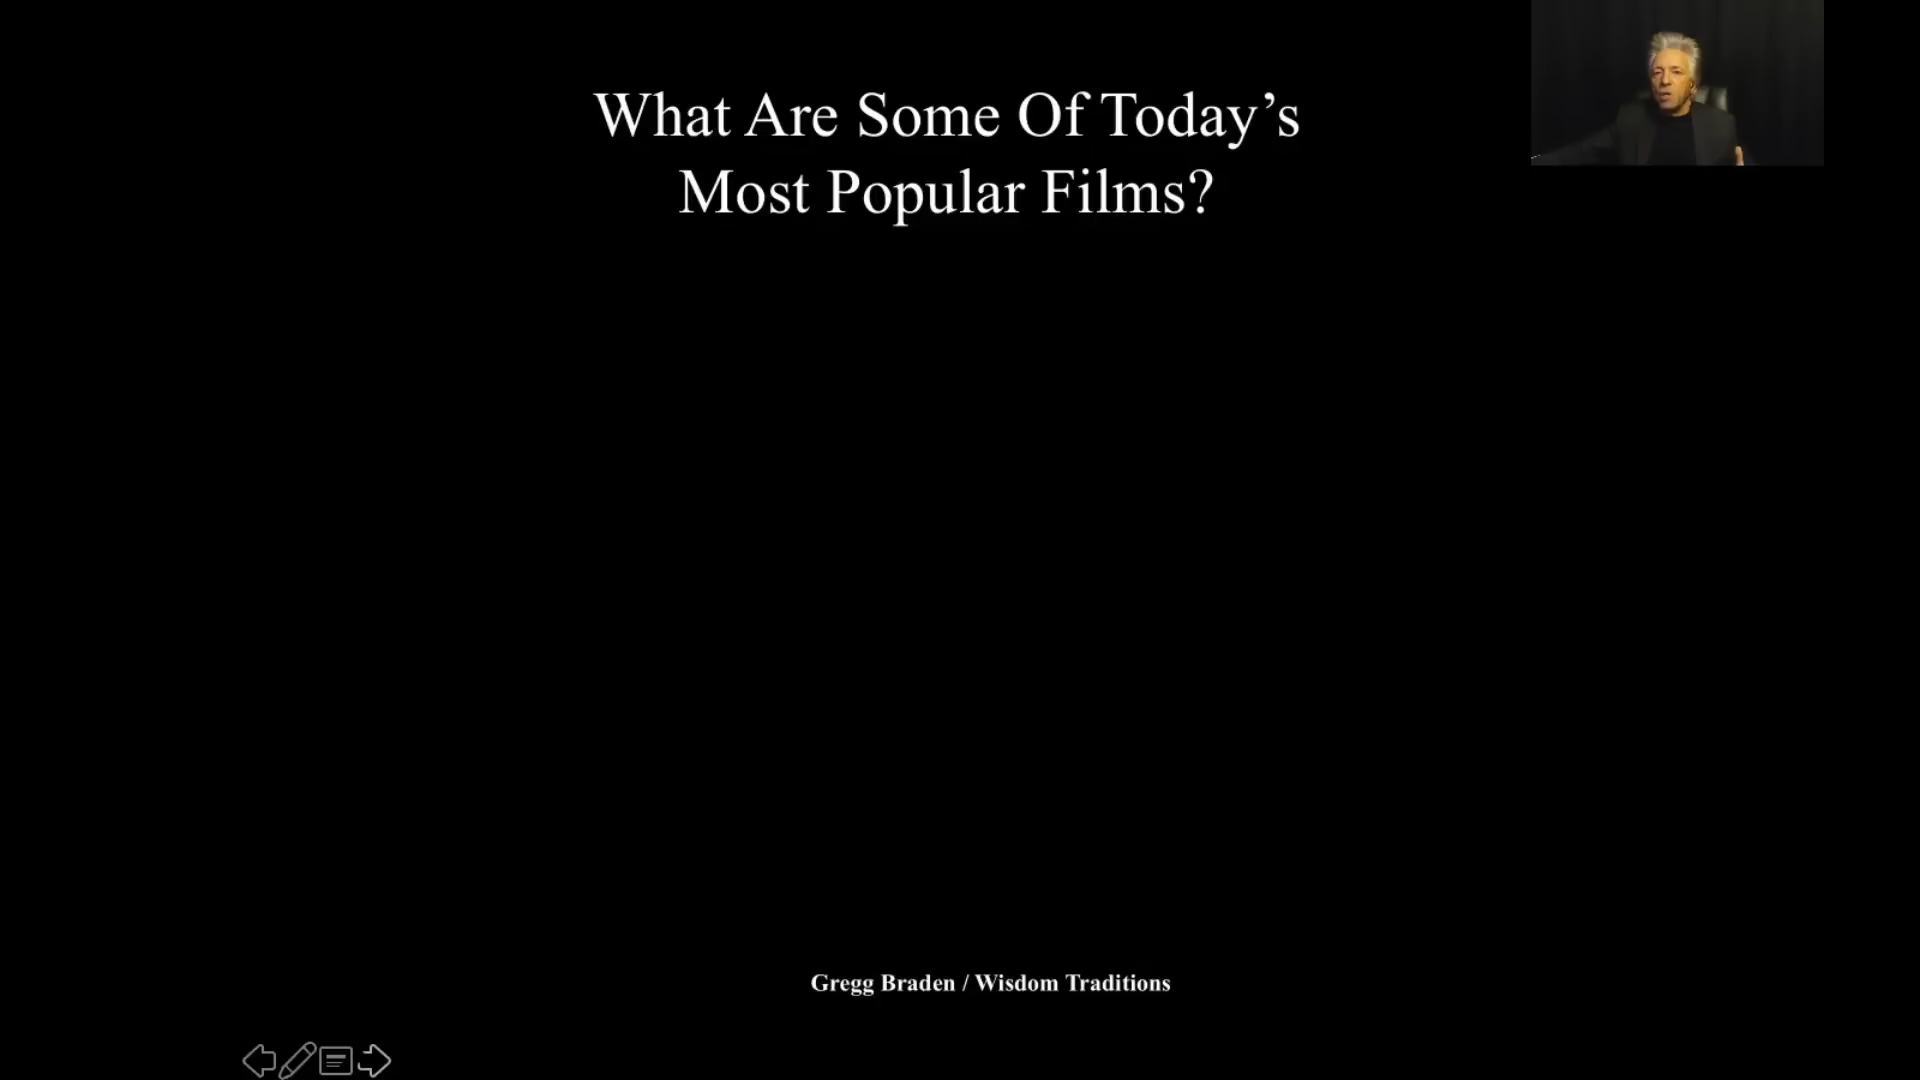 What Are Some Of Today’s
Most Popular Films?
Gregg Braden / Wisdom Traditions